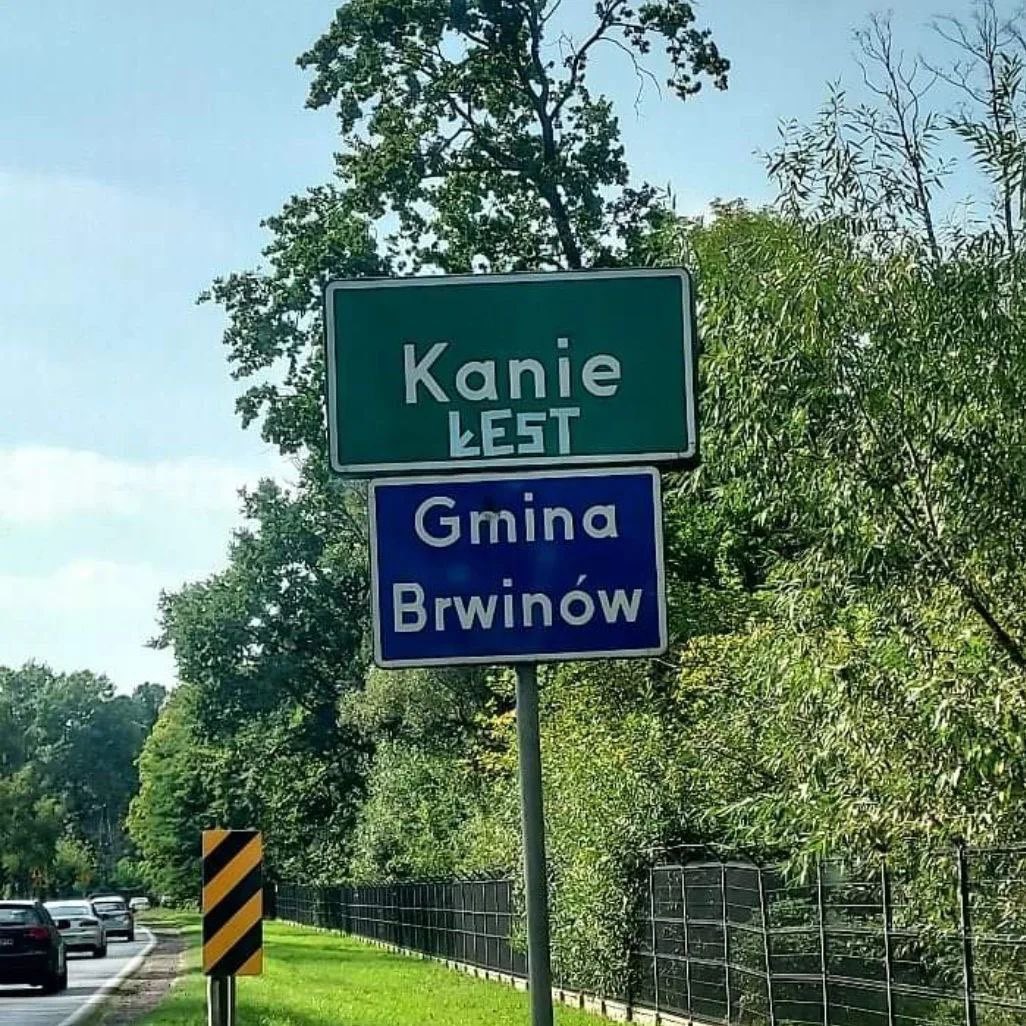 Kanie
ŁEST
Gmina
Brwinów